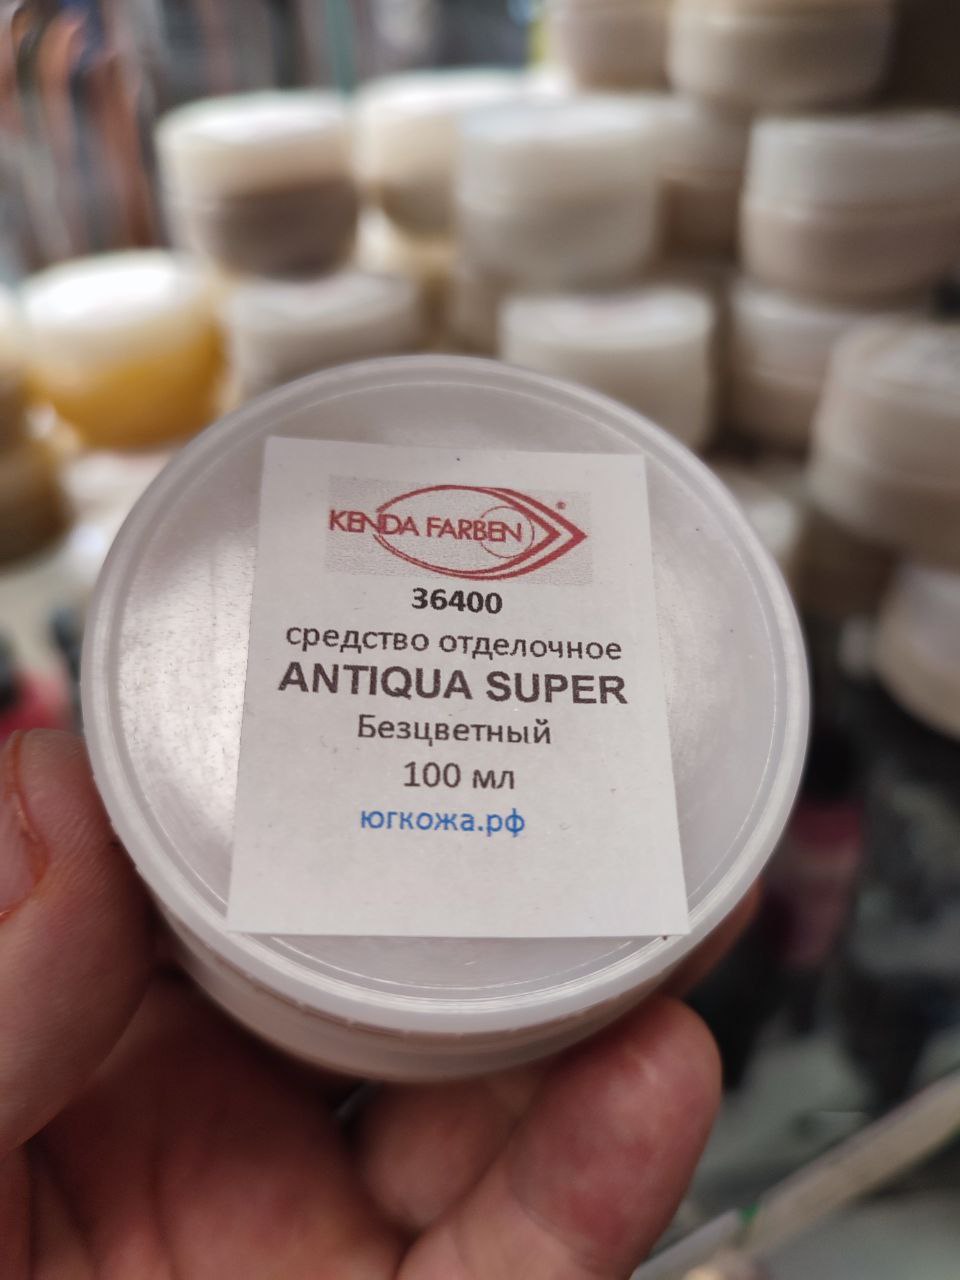 KENDA FARBEN®
36400
средство отделочное
ANTIQUA SUPER
Безцветный
100 мл
югкожа.рф